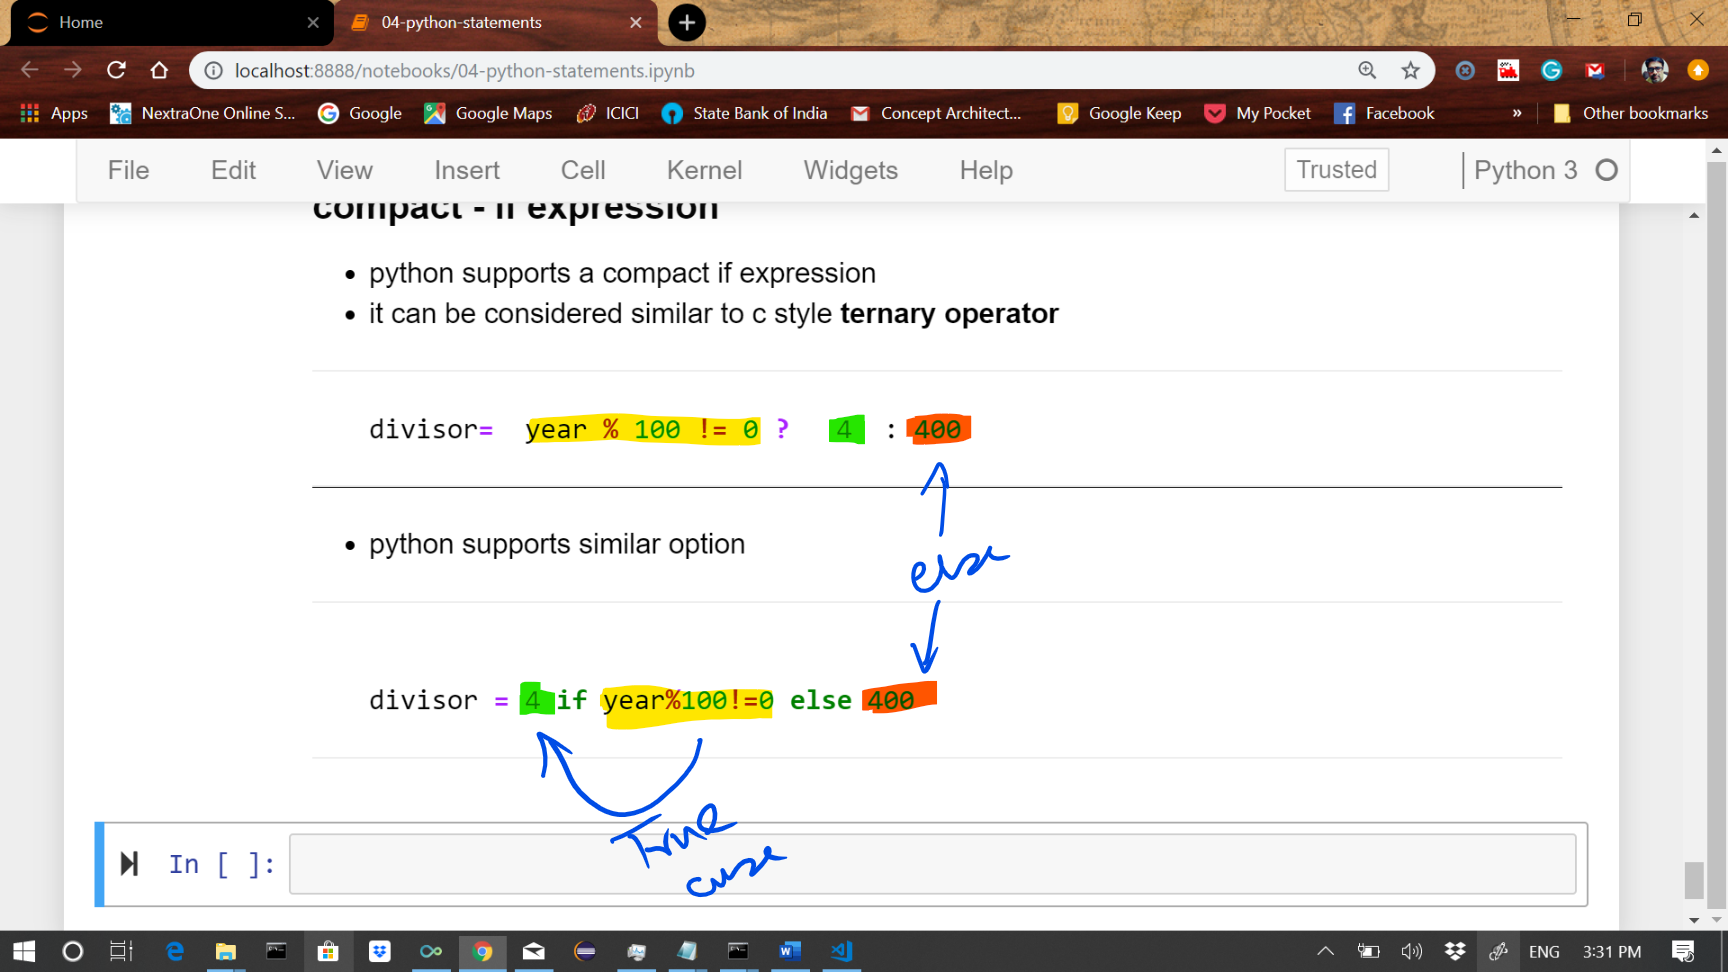 Home
04-python-statements
localhost:8888/notebooks/04-python-statements.ipynb
Apps NextraOne Online S... Google Google Maps ICICI State Bank of India Concept Architect... Google Keep My Pocket Facebook » Other bookmarks
File Edit View Insert Cell Kernel Widgets Help Trusted Python 3
compact - if expression
python supports a compact if expression
it can be considered similar to c style ternary operator
divisor= year % 100 != 0 ? 4 : 400
else
python supports similar option
divisor = 4 if year%100!=0 else 400
True
case
In [ ]:
ENG 3:31 PM